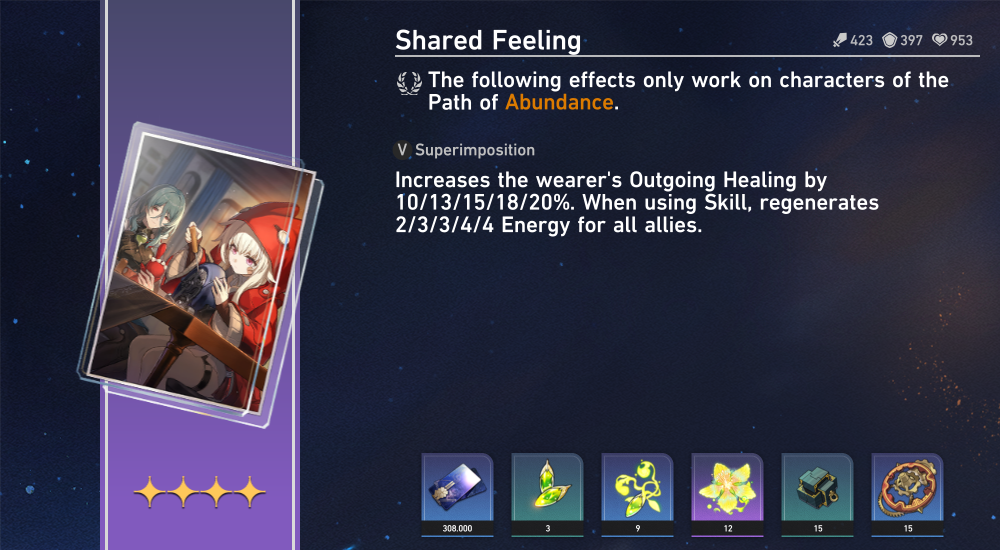 Shared Feeling
423 397 953
The following effects only work on characters of the
Path of Abundance.
V Superimposition
Increases the wearer's Outgoing Healing by
10/13/15/18/20%. When using Skill, regenerates
2/3/3/4/4 Energy for all allies.
308.000 3 9 12 15 15